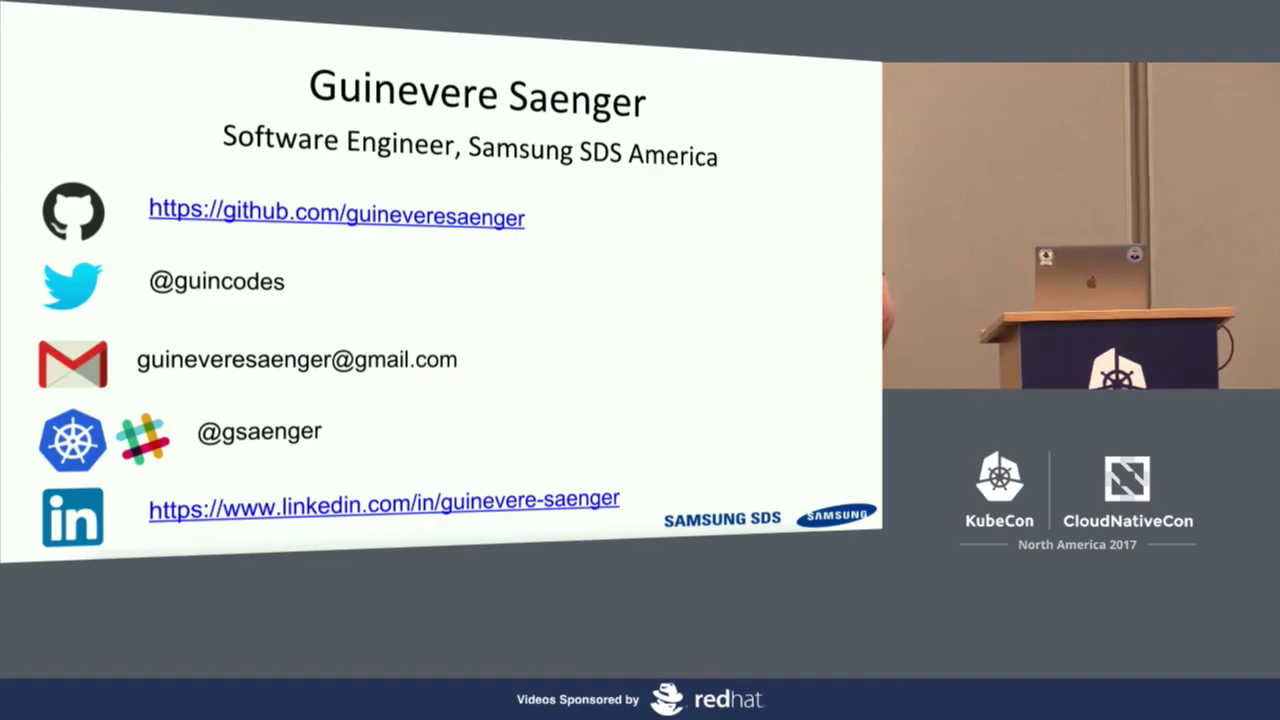 Guinevere Saenger
Software Engineer, Samsung SDS America
https://github.com/guineveresaenger
@guincodes
guineveresaenger@gmail.com
@gsaenger
in
https://www.linkedin.com/in/guinevere-saenger
SAMSUNG SDS
SAMSUNG
KubeCon
CloudNativeCon
North America 2017
Videos Sponsored by
redhat